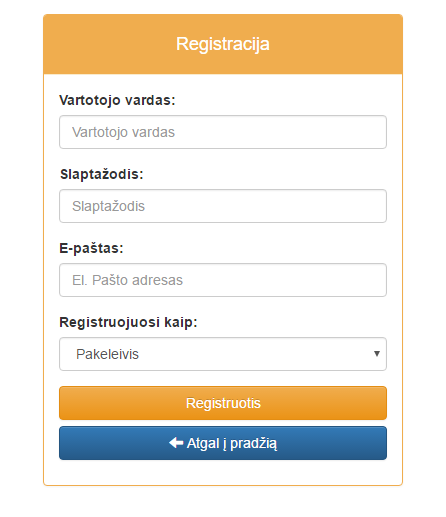 Registracija
Vartotojo vardas:
Vartotojo vardas
Slaptažodis:
Slaptažodis
E-paštas:
El. Pašto adresas
Registruojuosi kaip:
Pakeleivis
Registruotis
Atgal į pradžią